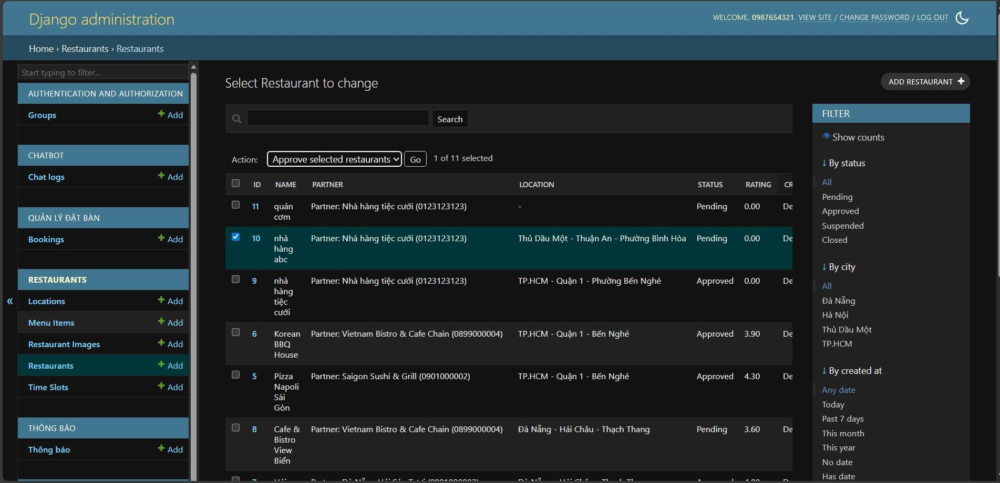 Django administration
WELCOME, 0987654321. VIEW SITE / CHANGE PASSWORD / LOG OUT
Home › Restaurants › Restaurants
Start typing to filter...
AUTHENTICATION AND AUTHORIZATION
Groups + Add
CHATBOT
Chat logs + Add
QUẢN LÝ ĐẶT BÀN
Bookings + Add
RESTAURANTS
«
Locations + Add
Menu Items + Add
Restaurant Images + Add
Restaurants + Add
Time Slots + Add
THÔNG BÁO
Thông báo + Add
Select Restaurant to change
ADD RESTAURANT +
Search
Action: Approve selected restaurants Go 1 of 11 selected
ID NAME PARTNER LOCATION STATUS RATING CR
11 quán Partner: Nhà hàng tiệc cưới (0123123123) - Pending 0.00 De
cơm
10 nhà Partner: Nhà hàng tiệc cưới (0123123123) Thủ Dầu Một - Thuận An - Phường Bình Hòa Pending 0.00 De
hàng
abc
9 nhà Partner: Nhà hàng tiệc cưới (0123123123) TP.HCM - Quận 1 - Phường Bến Nghé Approved 0.00 De
hàng
tiệc
cưới
6 Korean Partner: Vietnam Bistro & Cafe Chain (0899000004) TP.HCM - Quận 1 - Bến Nghé Approved 3.90 De
BBQ
House
5 Pizza Partner: Saigon Sushi & Grill (0901000002) TP.HCM - Quận 1 - Bến Nghé Approved 4.30 De
Napoli
Sài
Gòn
8 Cafe & Partner: Vietnam Bistro & Cafe Chain (0899000004) Đà Nẵng - Hải Châu - Thạch Thang Pending 3.60 De
Bistro
View
Biển
FILTER
Show counts
↓ By status
All
Pending
Approved
Suspended
Closed
↓ By city
All
Đà Nẵng
Hà Nội
Thủ Dầu Một
TP.HCM
↓ By created at
Any date
Today
Past 7 days
This month
This year
No date
Has date